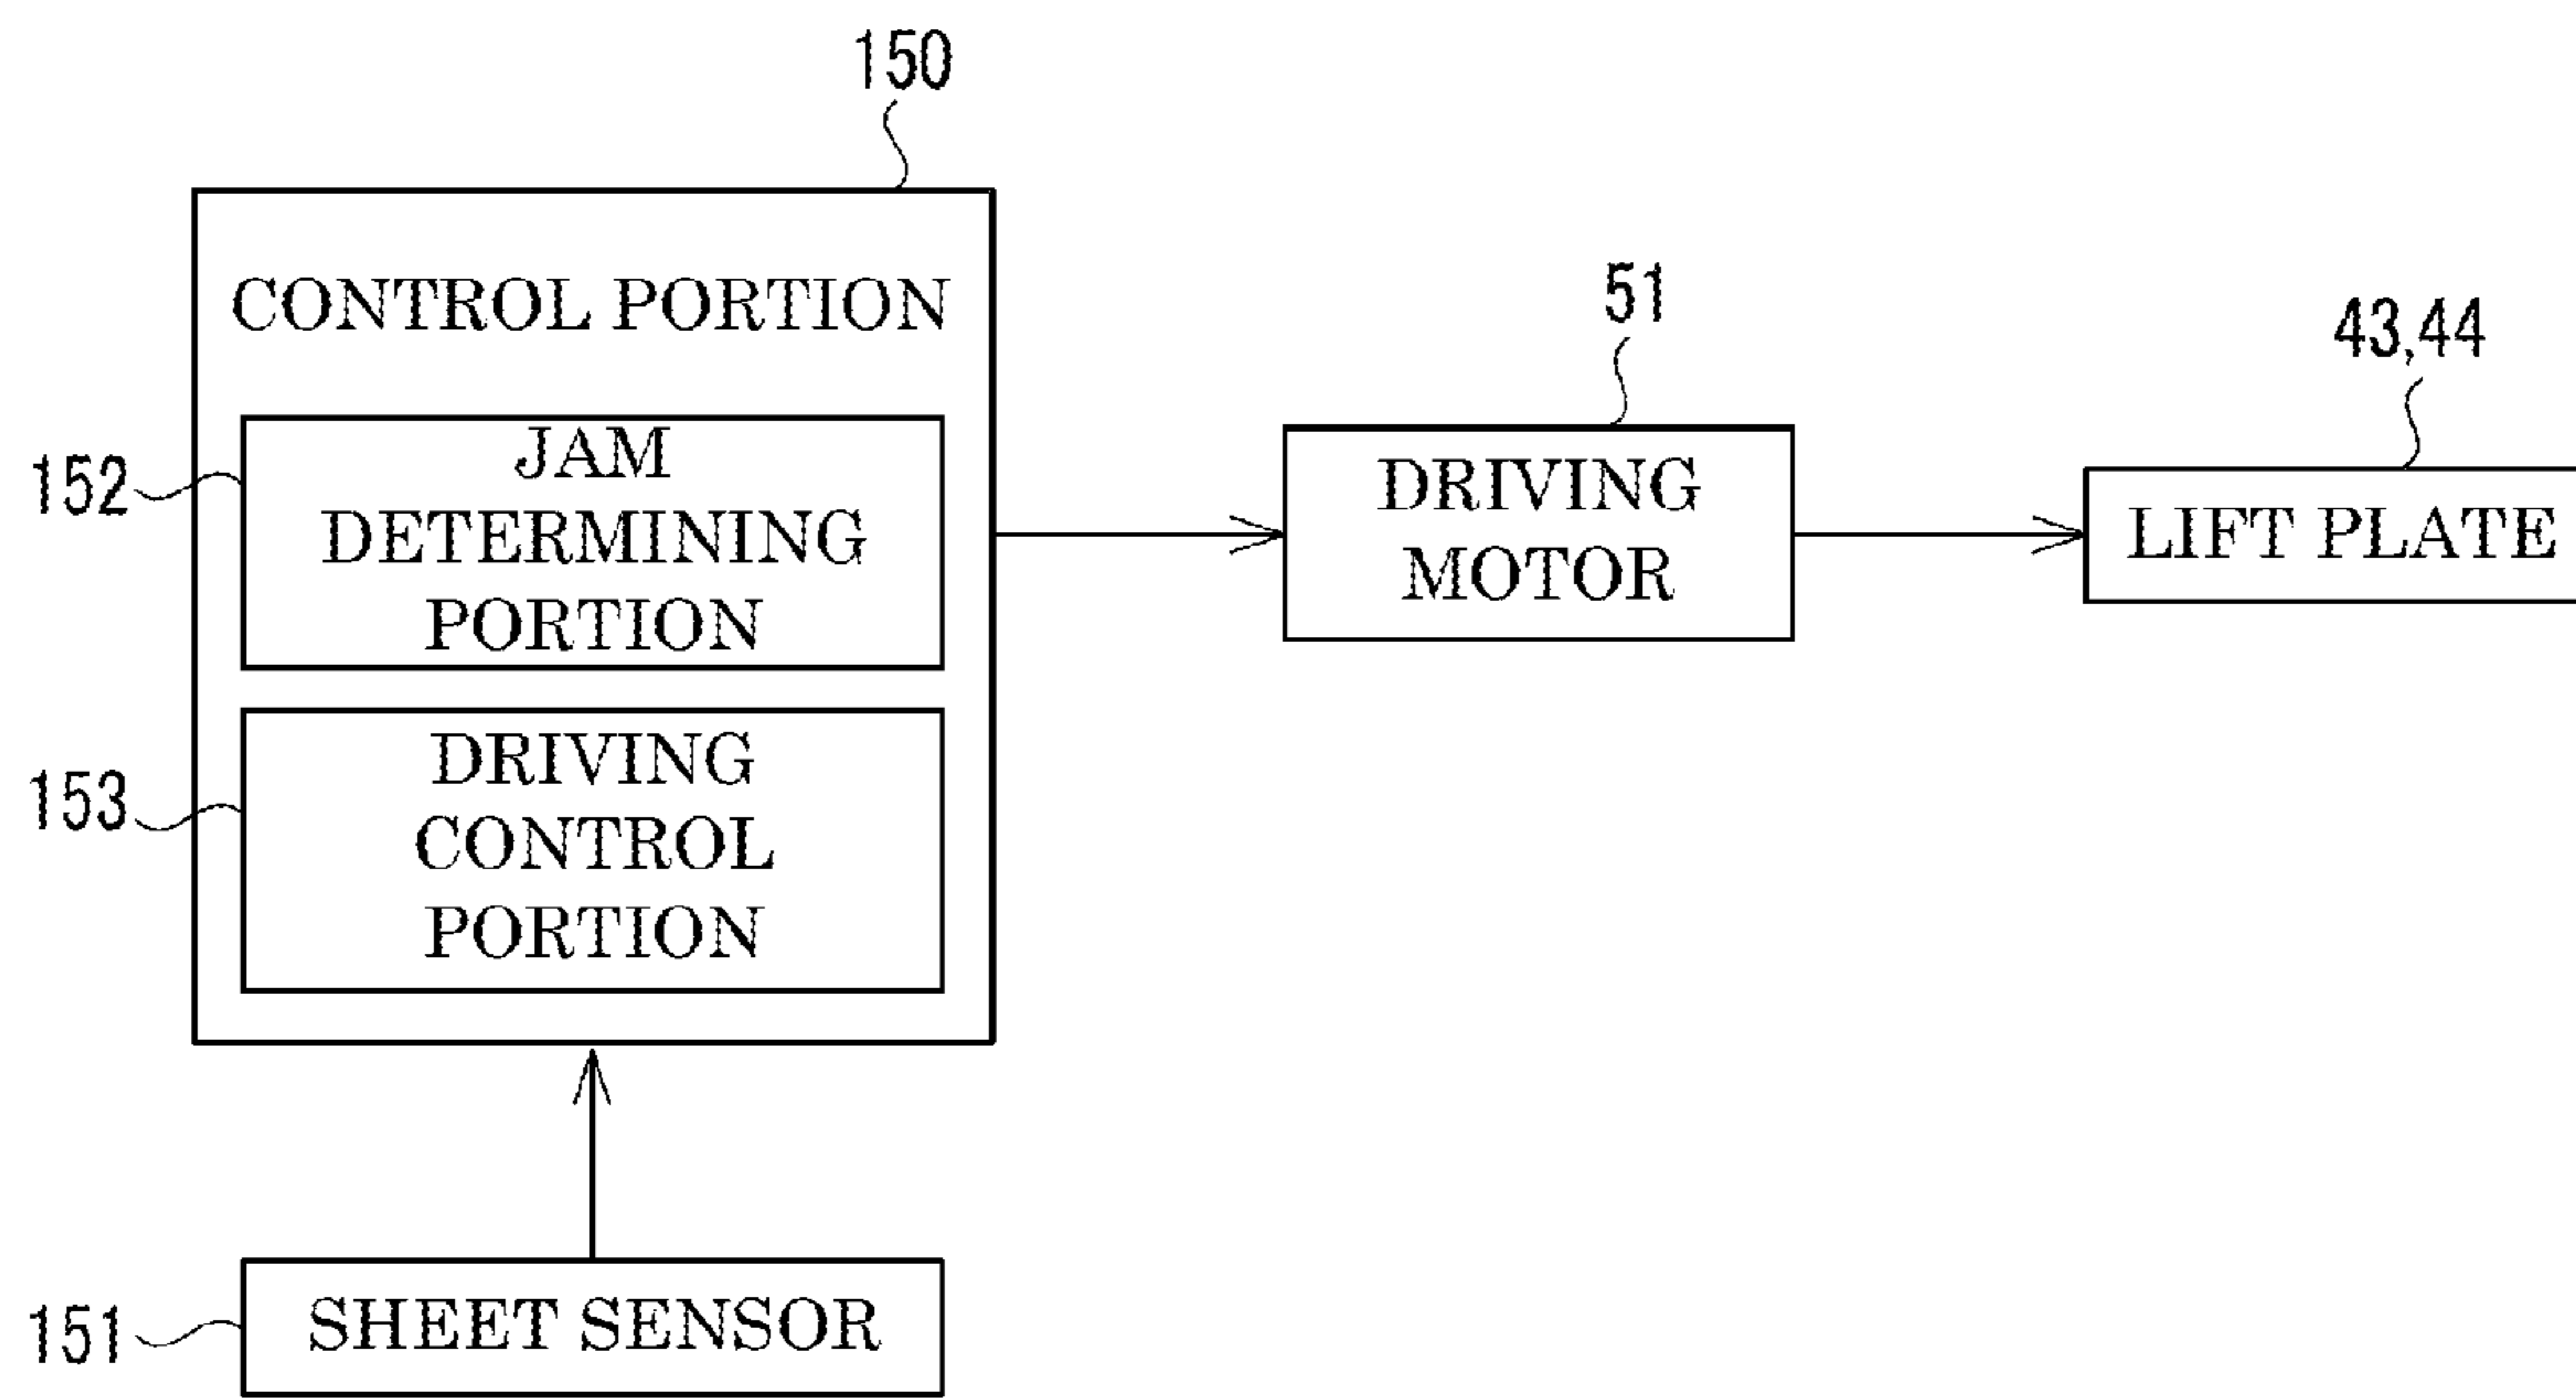 150
CONTROL PORTION
152
JAM
DETERMINING
PORTION
153
DRIVING
CONTROL
PORTION
151
SHEET SENSOR
51
DRIVING
MOTOR
43,44
LIFT PLATE